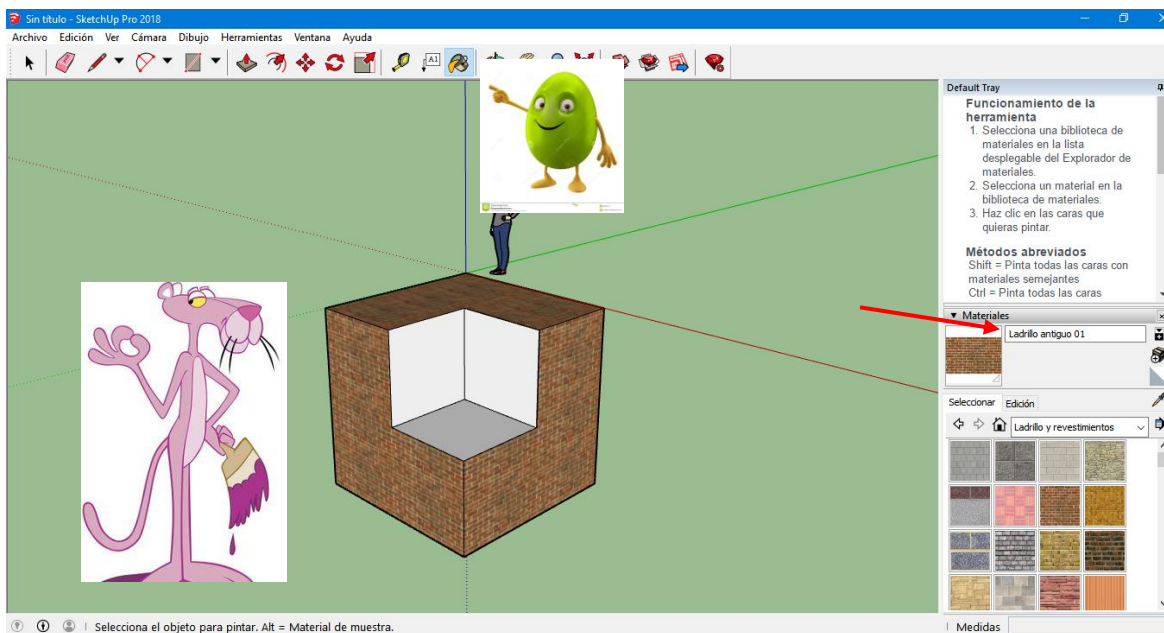 Sin título - SketchUp Pro 2018
Archivo Edición Ver Cámara Dibujo Herramientas Ventana Ayuda
A1
Default Tray
Funcionamiento de la
herramienta
1. Selecciona una biblioteca de
materiales en la lista
desplegable del Explorador de
materiales.
2. Selecciona un material en la
biblioteca de materiales.
3. Haz clic en las caras que
quieras pintar.
Métodos abreviados
Shift = Pinta todas las caras con
materiales semejantes
Ctrl = Pinta todas las caras
Materiales
Ladrillo antiguo 01
Seleccionar Edición
Ladrillo y revestimientos
Selecciona el objeto para pintar. Alt = Material de muestra.
Medidas